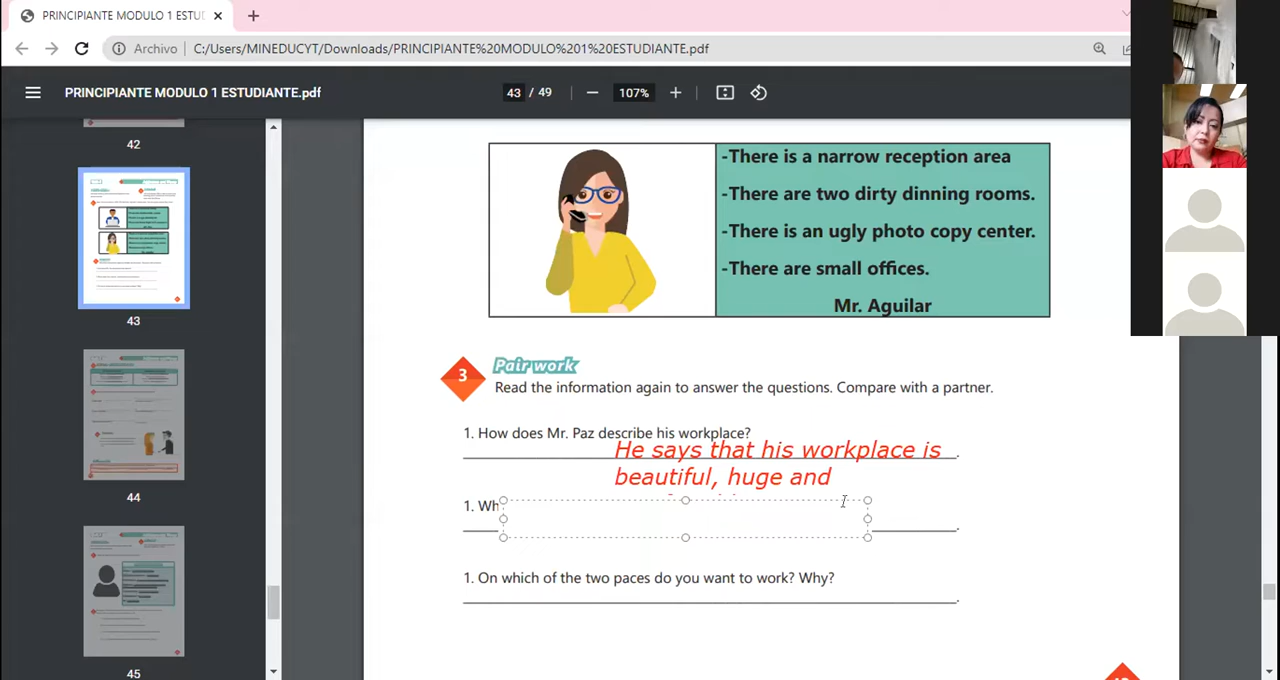 PRINCIPIANTE MODULO 1 ESTU
Archivo
C:/Users/MINEDUCYT/Downloads/PRINCIPIANTE%20MODULO%201%20ESTUDIANTE.pdf
PRINCIPIANTE MODULO 1 ESTUDIANTE.pdf
43 / 49
107%
42
43
44
45
-There is a narrow reception area
-There are two dirty dinning rooms.
-There is an ugly photo copy center.
-There are small offices.
Mr. Aguilar
3
Pair work
Read the information again to answer the questions. Compare with a partner.
1. How does Mr. Paz describe his workplace?
He says that his workplace is
beautiful, huge and
1. Wh
1. On which of the two paces do you want to work? Why?